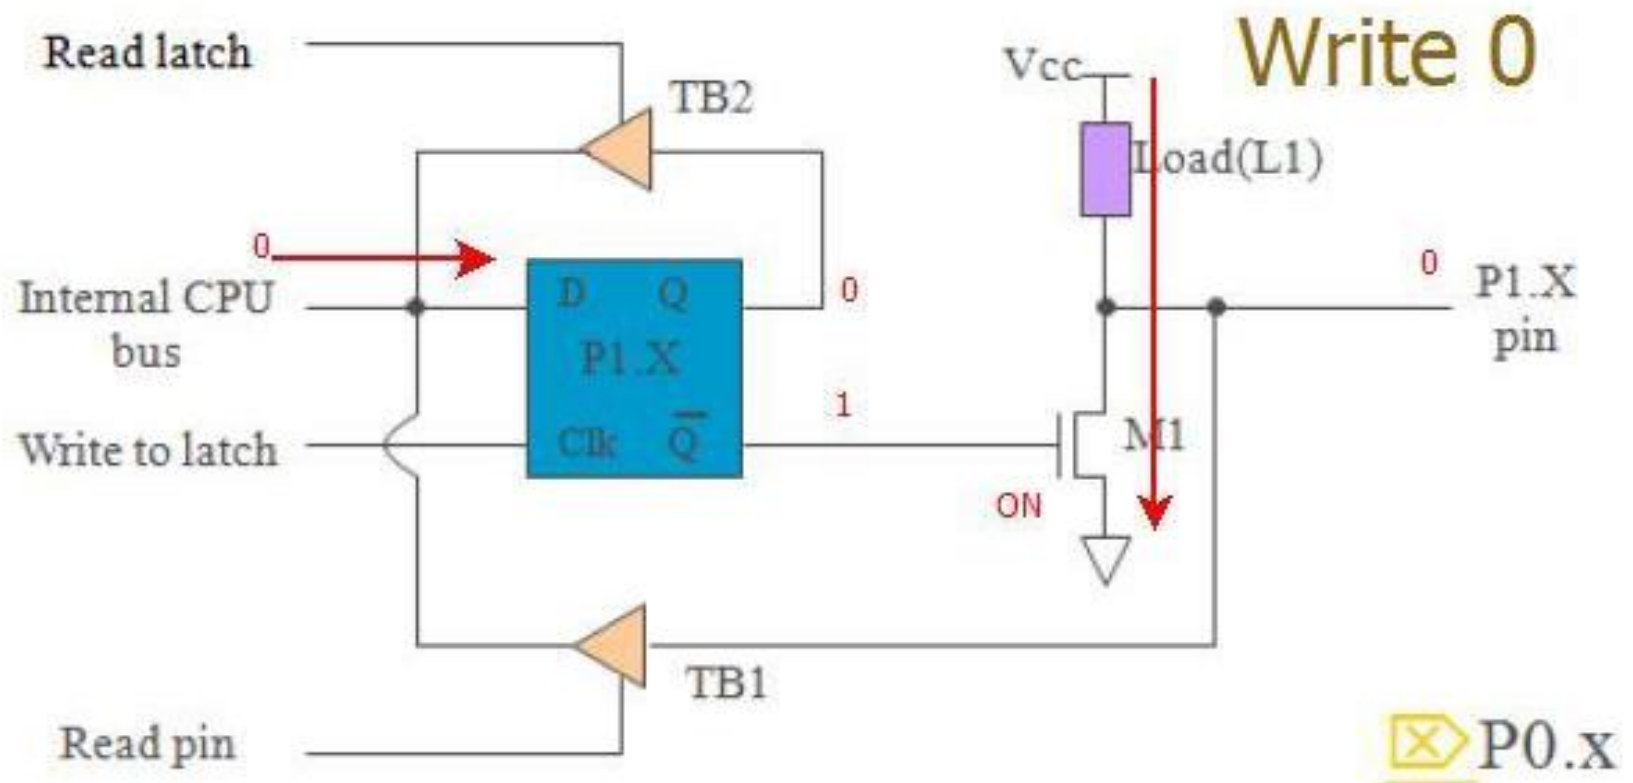 Write 0
Read latch
TB2
Vcc
Load(L1)
0
Internal CPU
bus
D Q
P1.X
Clk Q̅
0
1
0
P1.X
pin
Write to latch
M1
ON
TB1
Read pin
P0.x